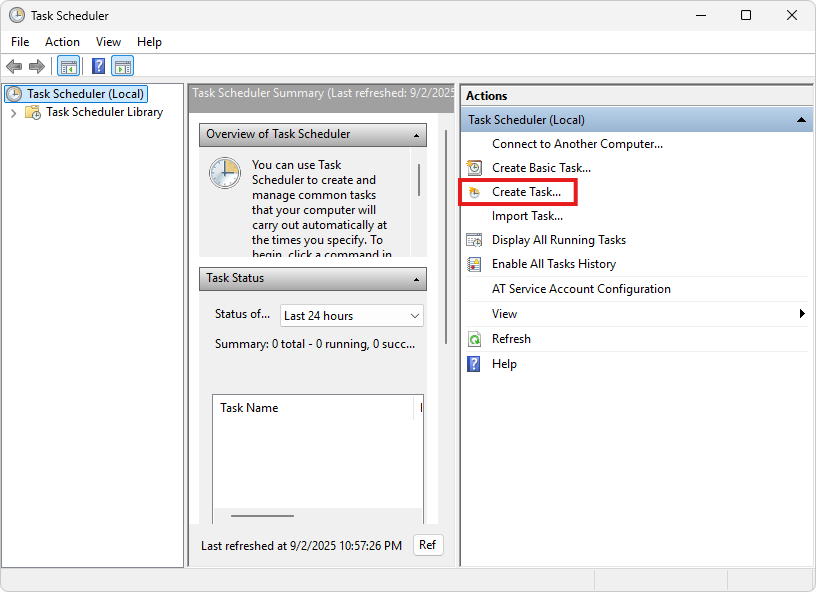 Task Scheduler
File Action View Help
Task Scheduler (Local)
Task Scheduler Library
Task Scheduler Summary (Last refreshed: 9/2/2025
Overview of Task Scheduler
You can use Task
Scheduler to create and
manage common tasks
that your computer will
carry out automatically at
the times you specify. To
begin, click a command in
Task Status
Status of...
Last 24 hours
Summary: 0 total - 0 running, 0 succ...
Task Name
Last refreshed at 9/2/2025 10:57:26 PM
Ref
Actions
Task Scheduler (Local)
Connect to Another Computer...
Create Basic Task...
Create Task...
Import Task...
Display All Running Tasks
Enable All Tasks History
AT Service Account Configuration
View
Refresh
Help